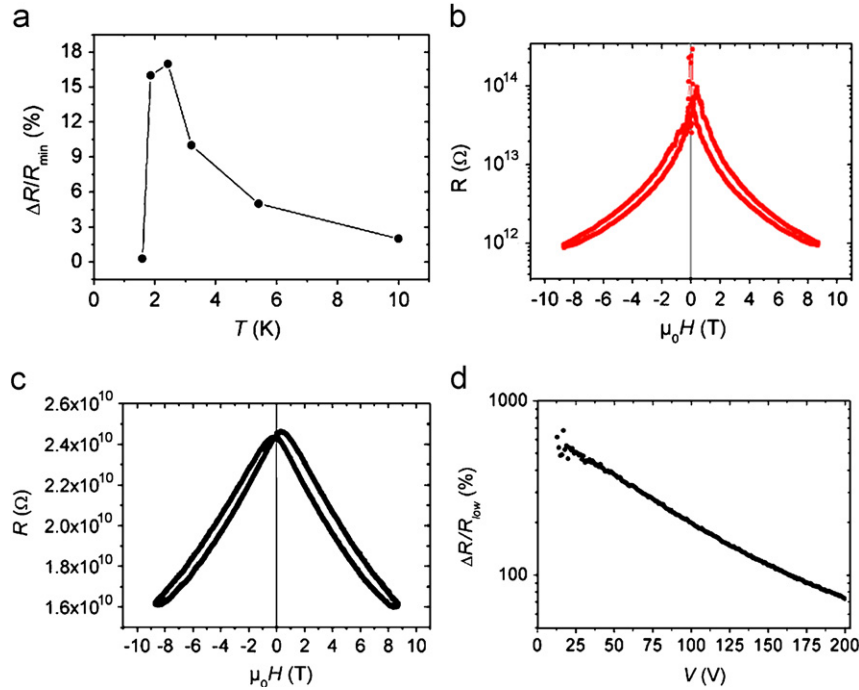 a
18
15
12
9
6
3
0
ΔR/R_min (%)
0 2 4 6 8 10
T (K)
b
10^14
10^13
10^12
R (Ω)
-10 -8 -6 -4 -2 0 2 4 6 8 10
μ₀H (T)
c
2.6x10^10
2.4x10^10
2.2x10^10
2.0x10^10
1.8x10^10
1.6x10^10
R (Ω)
-10 -8 -6 -4 -2 0 2 4 6 8 10
μ₀H (T)
d
1000
100
ΔR/R_low (%)
0 25 50 75 100 125 150 175 200
V (V)